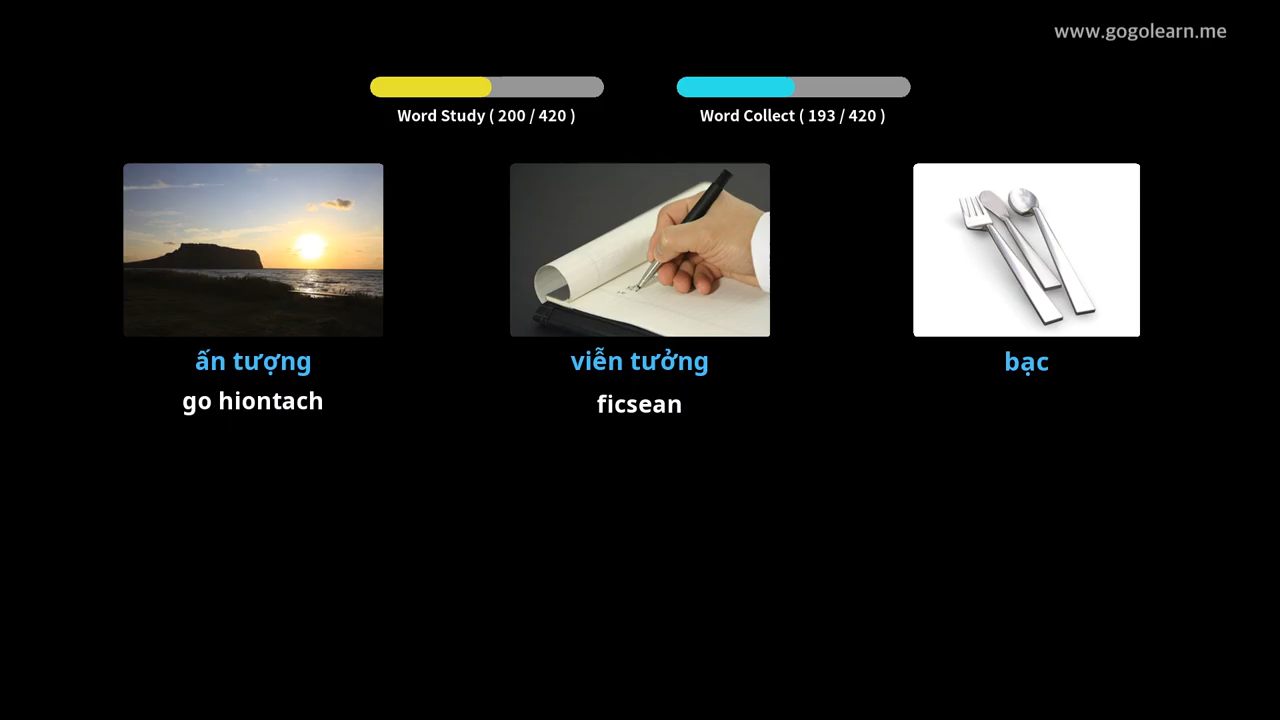 www.gogolearn.me
Word Study ( 200 / 420 )
Word Collect ( 193 / 420 )
ấn tượng
viễn tưởng
bạc
go hiontach
ficsean